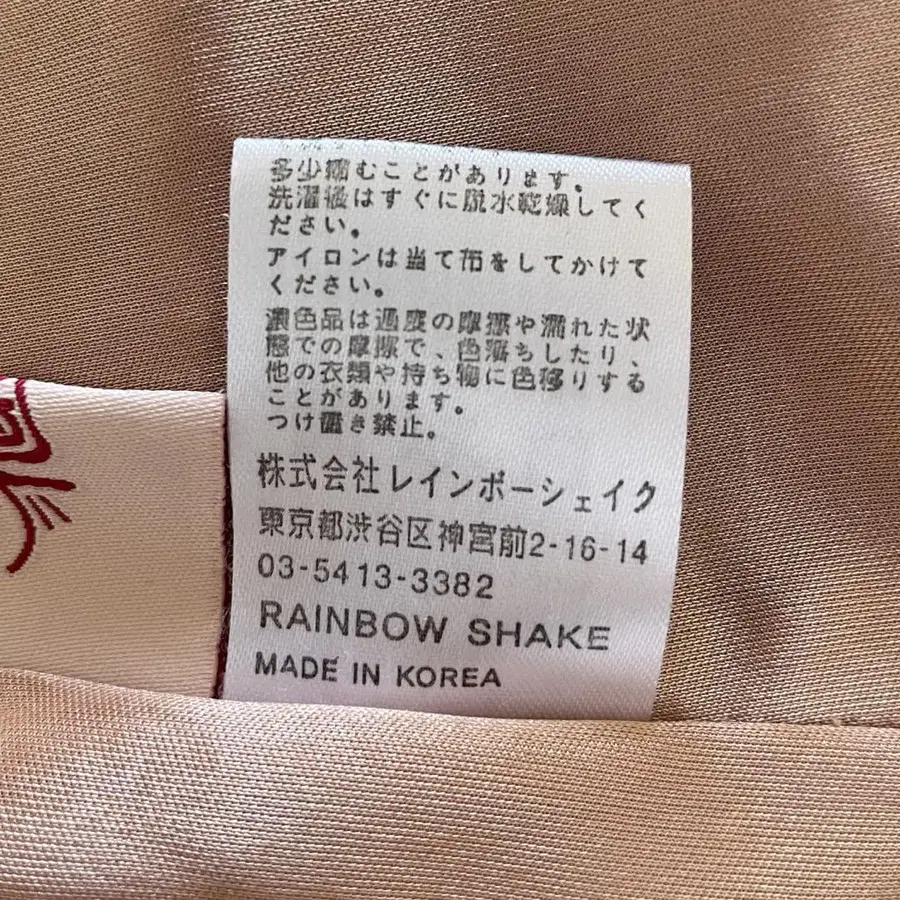 多少縮むことがあります。
洗濯後はすぐに脱水乾燥してく
ださい。
アイロンは当て布をしてかけて
ください。
濃色品は過度の摩擦や濡れた状
態での摩擦で、色落ちしたり、
他の衣類や持ち物に色移りする
ことがあります。
つけ置き禁止。
株式会社レインボーシェイク
東京都渋谷区神宮前2-16-14
03-5413-3382
RAINBOW SHAKE
MADE IN KOREA